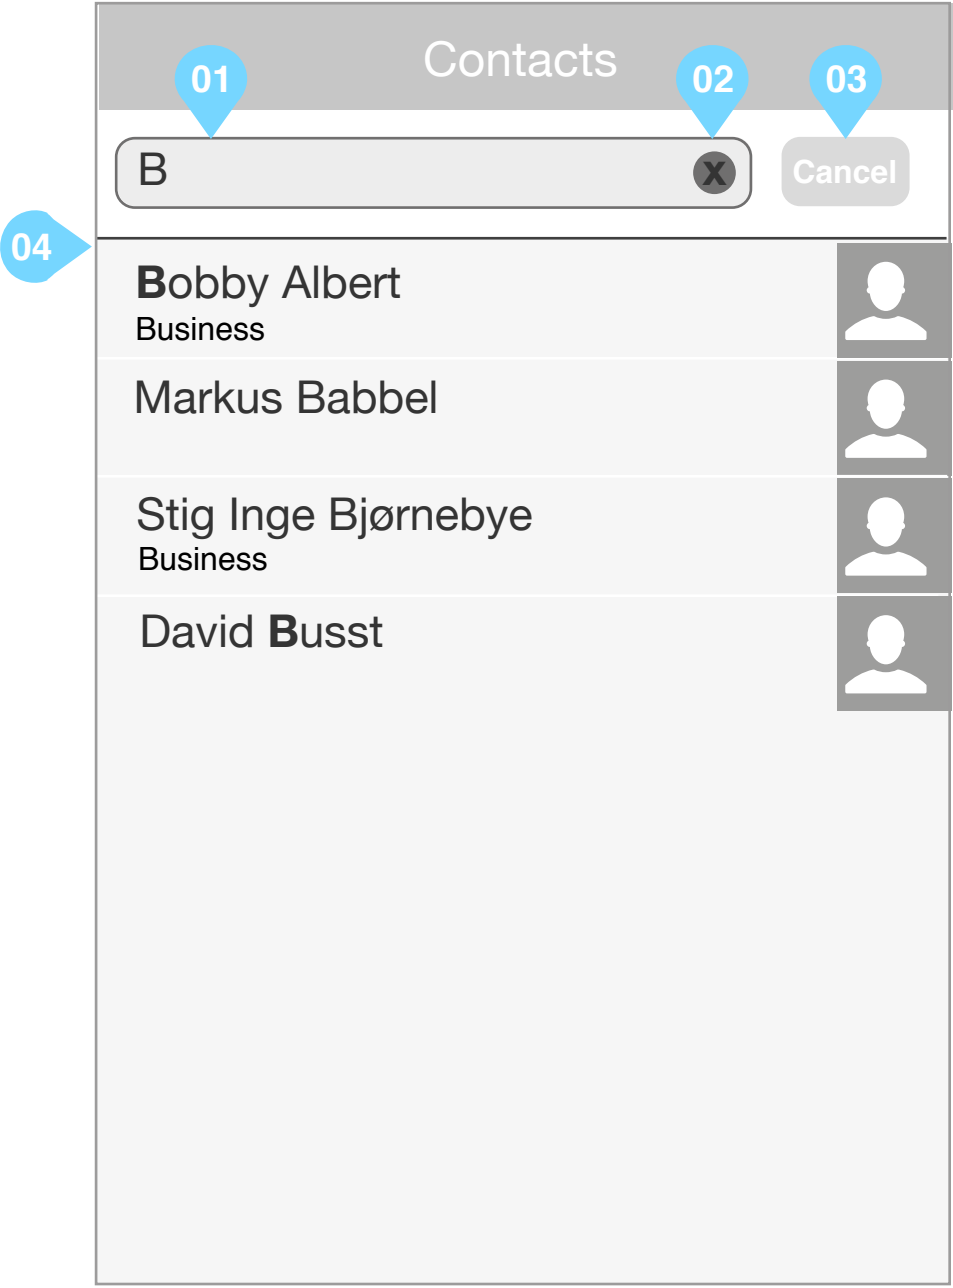 Contacts
01
02
03
B
X
Cancel
04
Bobby Albert
Business
Markus Babbel
Stig Inge Bjørnebye
Business
David Busst